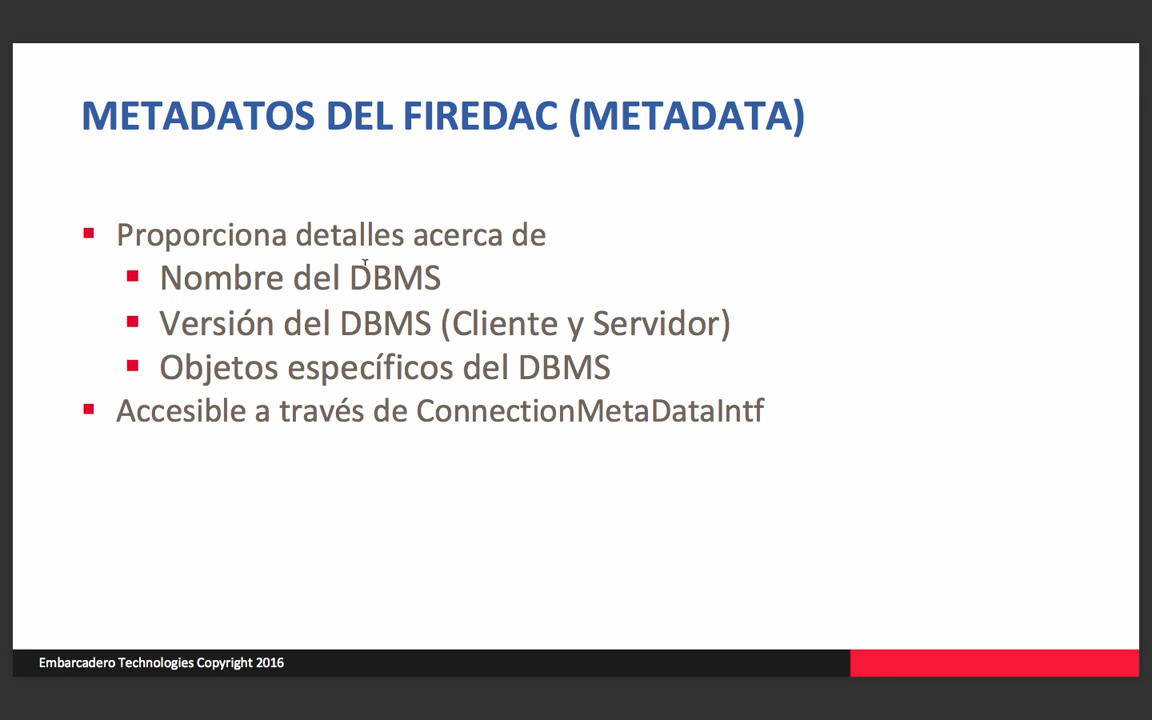 METADATOS DEL FIREDAC (METADATA)
Proporciona detalles acerca de
Nombre del DBMS
Versión del DBMS (Cliente y Servidor)
Objetos específicos del DBMS
Accesible a través de ConnectionMetaDataIntf
Embarcadero Technologies Copyright 2016